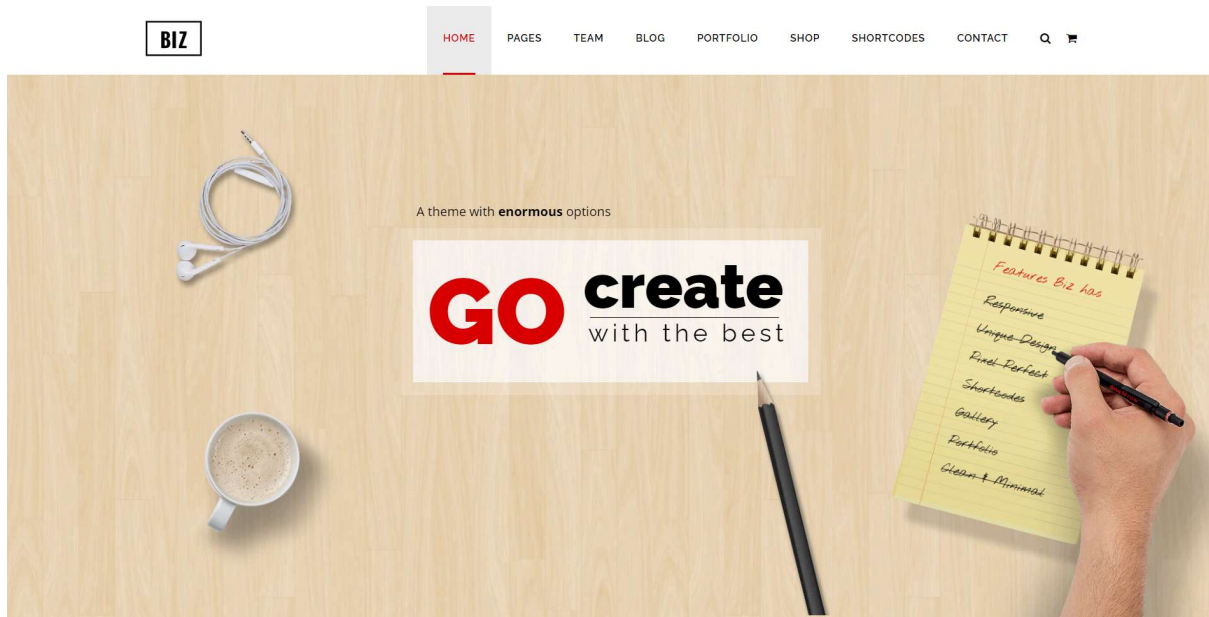 BIZ
HOME PAGES TEAM BLOG PORTFOLIO SHOP SHORTCODES CONTACT
A theme with enormous options
GO create
with the best
Features Biz has
Responsive
Unique Design
Pixel Perfect
Shortcodes
Gallery
Portfolio
Clean & Minimal